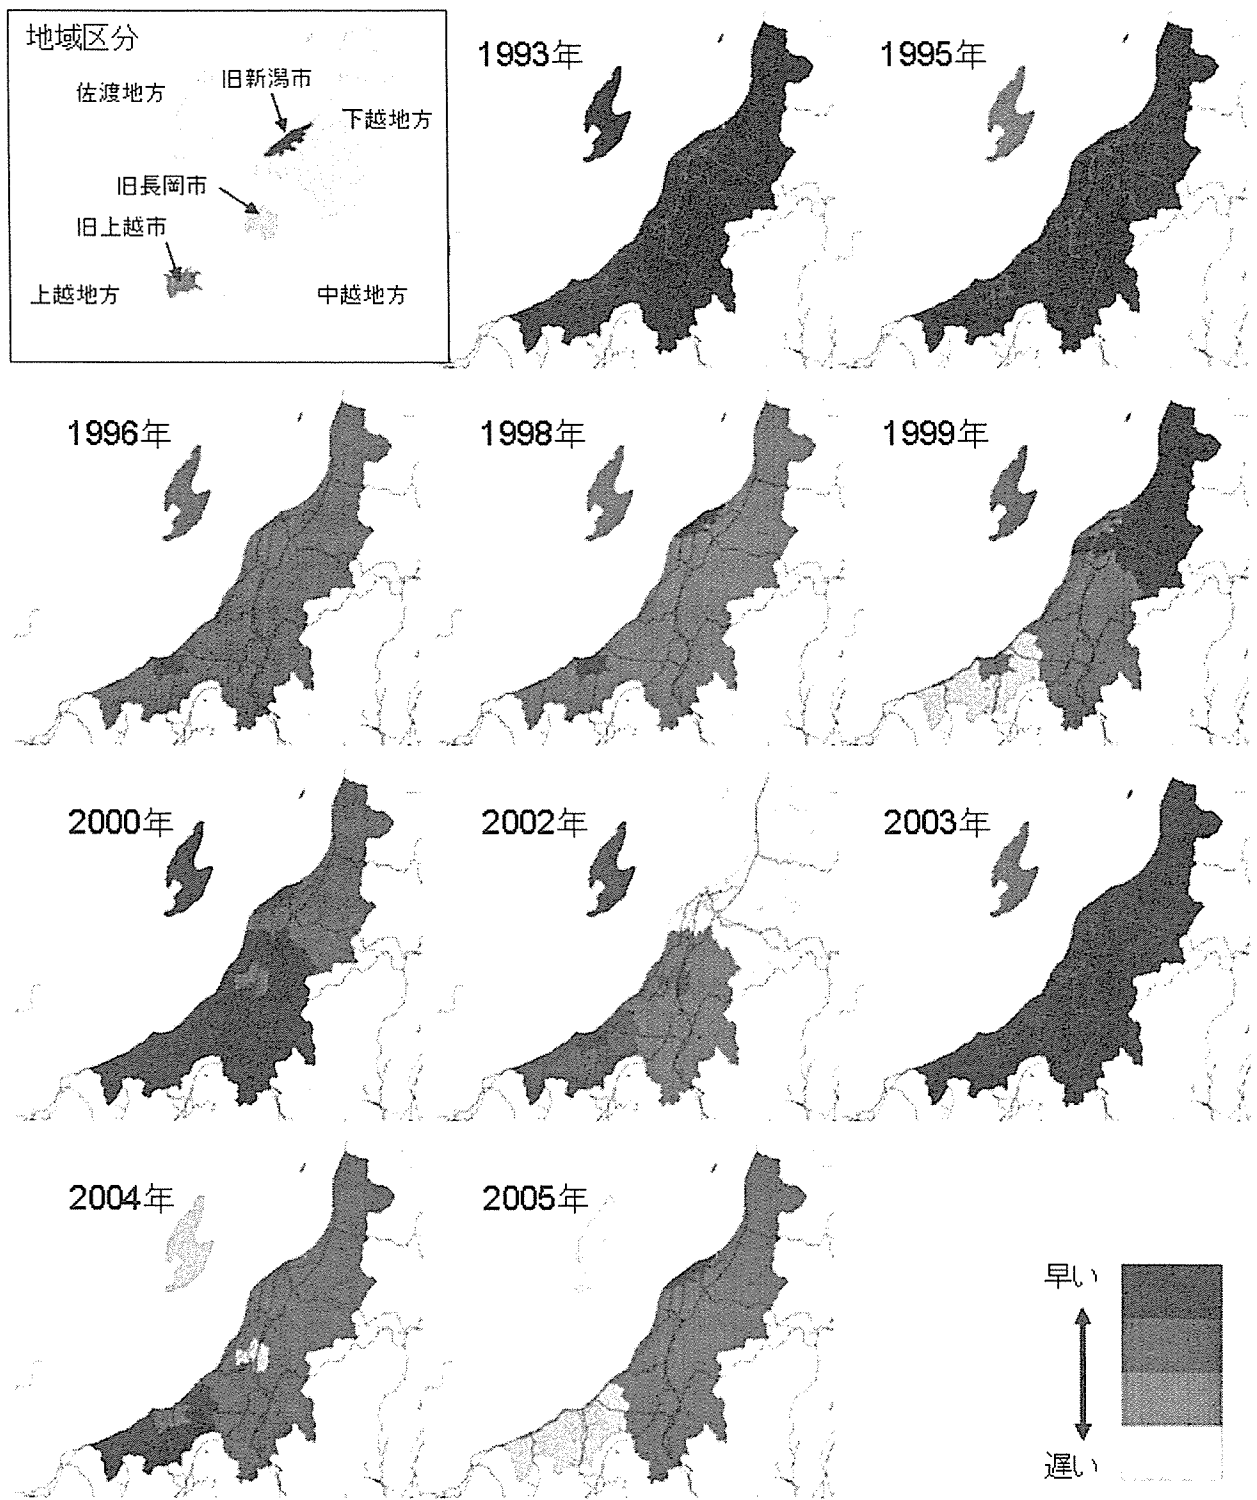 地域区分
佐渡地方
旧新潟市
下越地方
旧長岡市
旧上越市
上越地方
中越地方
1993年
1995年
1996年
1998年
1999年
2000年
2002年
2003年
2004年
2005年
早い
遅い